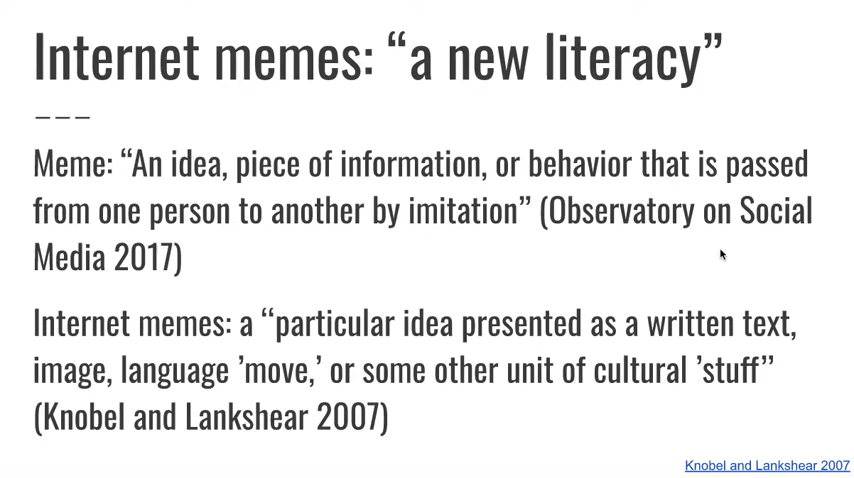 Internet memes: “a new literacy”
___
Meme: “An idea, piece of information, or behavior that is passed
from one person to another by imitation” (Observatory on Social
Media 2017)
Internet memes: a “particular idea presented as a written text,
image, language ’move,’ or some other unit of cultural ’stuff”
(Knobel and Lankshear 2007)
Knobel and Lankshear 2007